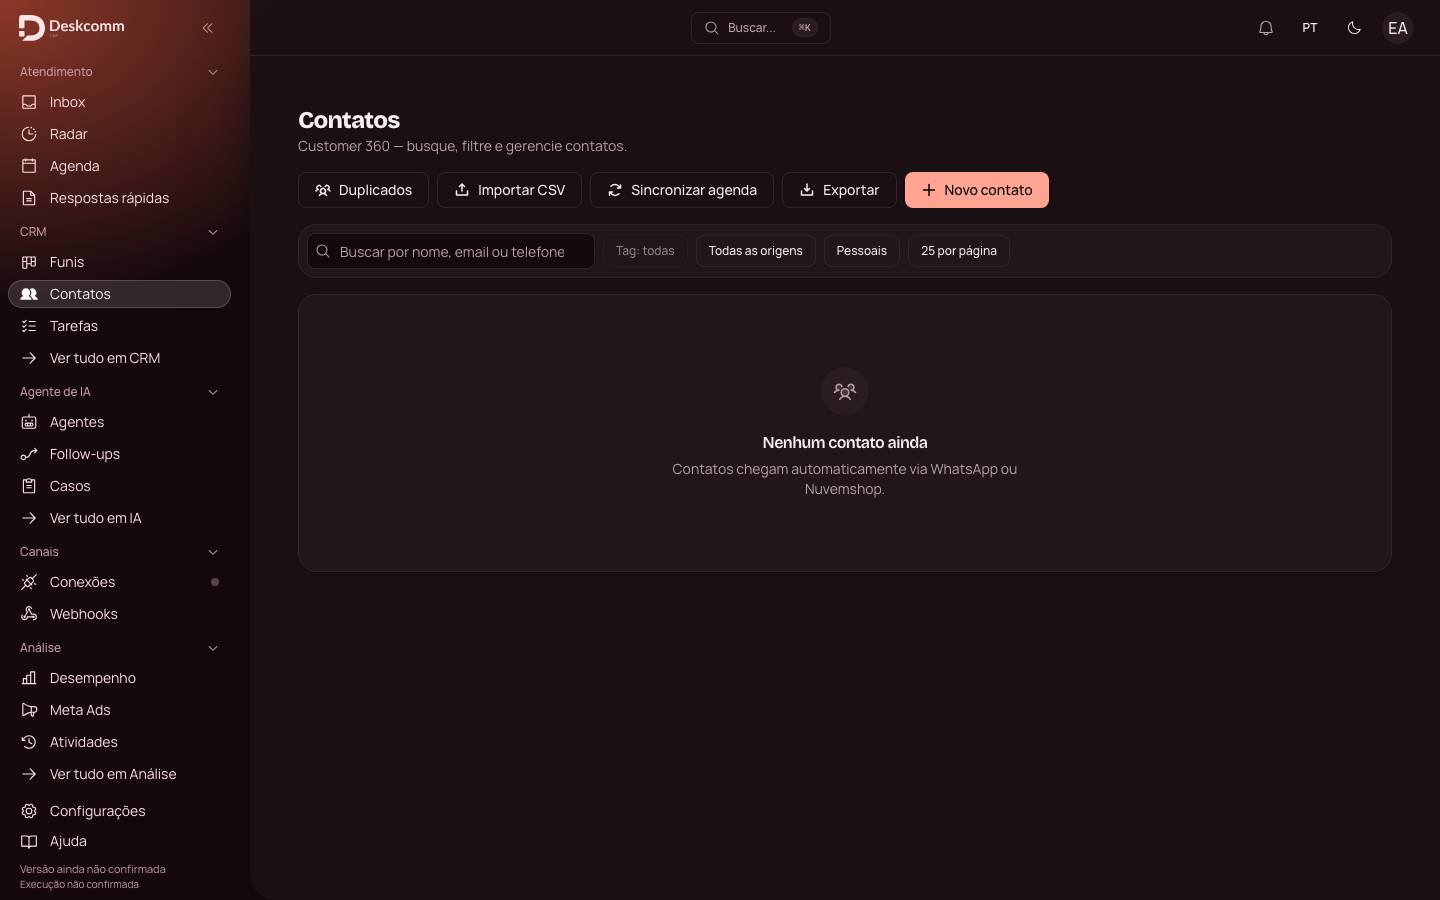 Deskcomm
Buscar...
⌘K
PT
EA
Atendimento
Inbox
Radar
Agenda
Respostas rápidas
CRM
Funis
Contatos
Tarefas
Ver tudo em CRM
Agente de IA
Agentes
Follow-ups
Casos
Ver tudo em IA
Canais
Conexões
Webhooks
Análise
Desempenho
Meta Ads
Atividades
Ver tudo em Análise
Configurações
Ajuda
Versão ainda não confirmada
Execução não confirmada
Contatos
Customer 360 — busque, filtre e gerencie contatos.
Duplicados
Importar CSV
Sincronizar agenda
Exportar
Novo contato
Buscar por nome, email ou telefone
Tag: todas
Todas as origens
Pessoais
25 por página
Nenhum contato ainda
Contatos chegam automaticamente via WhatsApp ou
Nuvemshop.